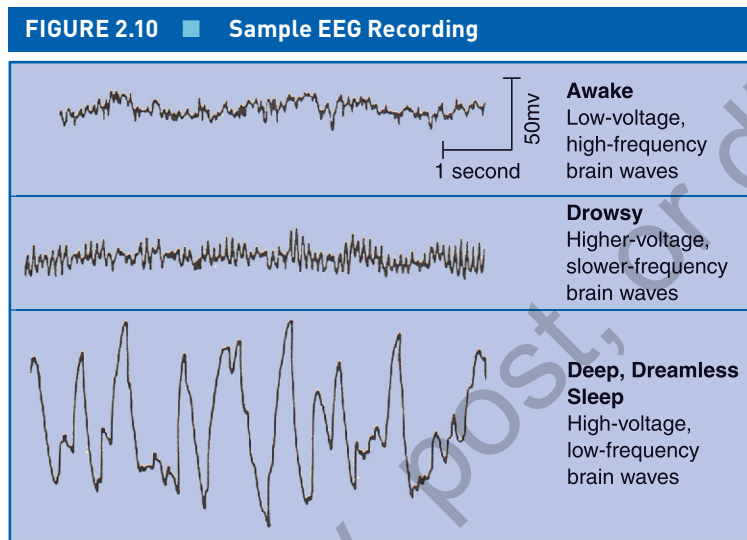 FIGURE 2.10 ■ Sample EEG Recording
50mv
1 second
Awake
Low-voltage,
high-frequency
brain waves
Drowsy
Higher-voltage,
slower-frequency
brain waves
Deep, Dreamless
Sleep
High-voltage,
low-frequency
brain waves
post, or